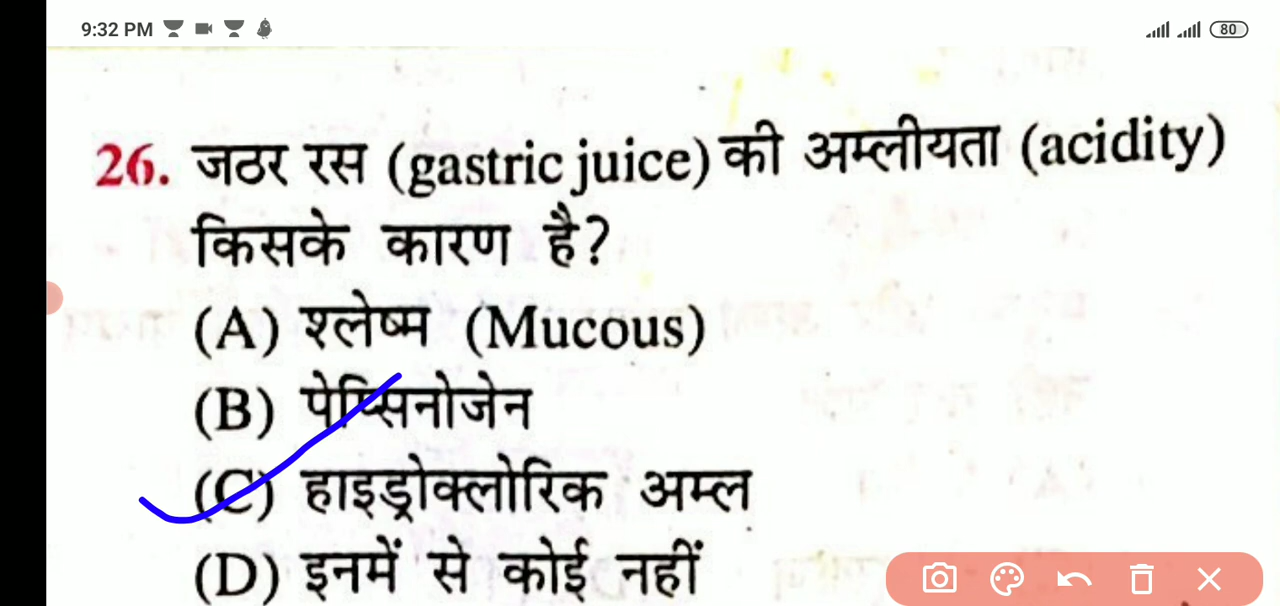 9:32 PM 80
26. जठर रस (gastric juice) की अम्लीयता (acidity)
किसके कारण है?
(A) श्लेष्म (Mucous)
(B) पेप्सिनोजेन
(C) हाइड्रोक्लोरिक अम्ल
(D) इनमें से कोई नहीं